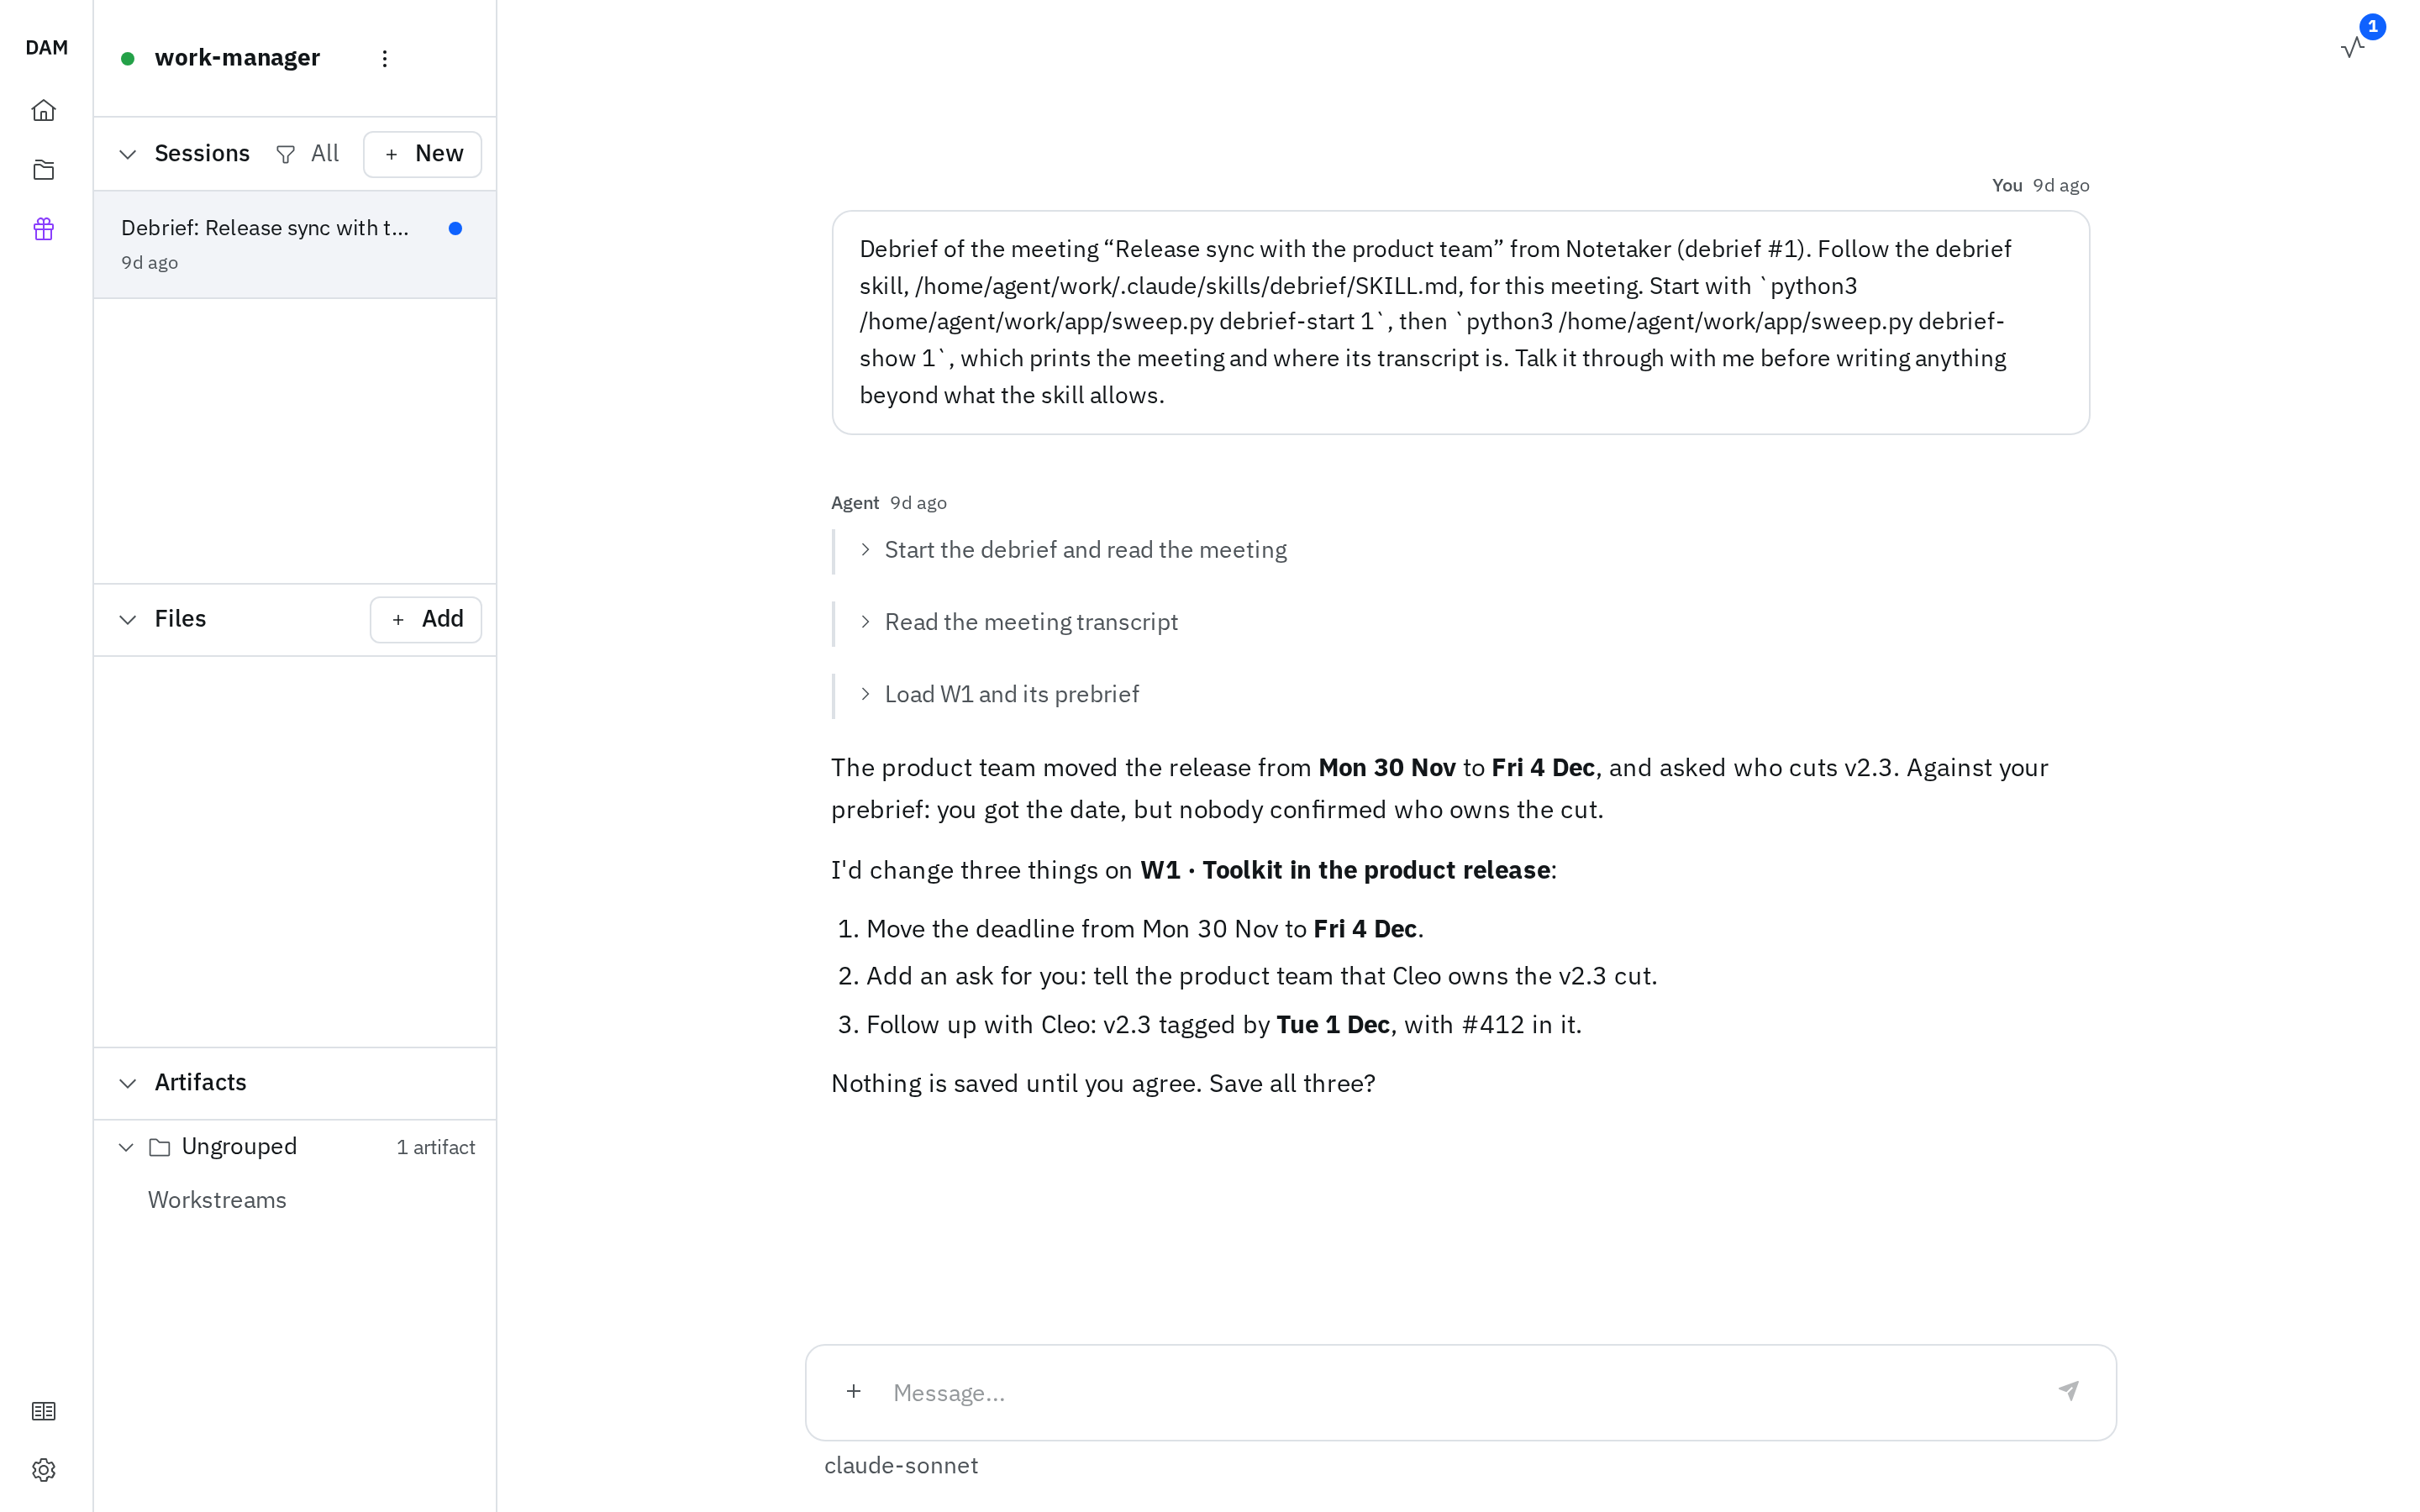 DAM
work-manager
1
Sessions
All
+ New
Debrief: Release sync with t...
9d ago
Files
+ Add
Artifacts
Ungrouped
1 artifact
Workstreams
You 9d ago
Debrief of the meeting “Release sync with the product team” from Notetaker (debrief #1). Follow the debrief
skill, /home/agent/work/.claude/skills/debrief/SKILL.md, for this meeting. Start with `python3
/home/agent/work/app/sweep.py debrief-start 1`, then `python3 /home/agent/work/app/sweep.py debrief-
show 1`, which prints the meeting and where its transcript is. Talk it through with me before writing anything
beyond what the skill allows.
Agent 9d ago
Start the debrief and read the meeting
Read the meeting transcript
Load W1 and its prebrief
The product team moved the release from Mon 30 Nov to Fri 4 Dec, and asked who cuts v2.3. Against your
prebrief: you got the date, but nobody confirmed who owns the cut.
I'd change three things on W1 · Toolkit in the product release:
1. Move the deadline from Mon 30 Nov to Fri 4 Dec.
2. Add an ask for you: tell the product team that Cleo owns the v2.3 cut.
3. Follow up with Cleo: v2.3 tagged by Tue 1 Dec, with #412 in it.
Nothing is saved until you agree. Save all three?
+ Message...
claude-sonnet